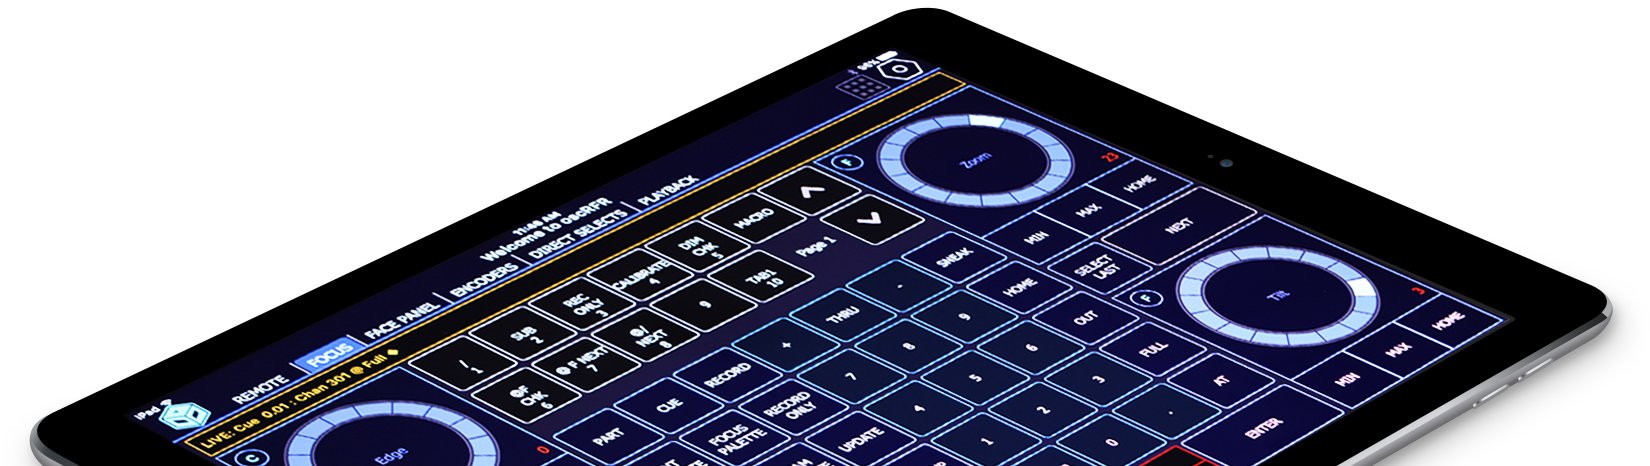 iPad
96%
11:48 AM
Welcome to oscRFR
REMOTE
FOCUS
FACE PANEL
ENCODERS
DIRECT SELECTS
PLAYBACK
LIVE: Cue 0.01 : Chan 301 @ Full
/
1
SUB
2
REC
ONLY
3
CALIBRATE
4
DIM
CHK
5
MACRO
Page 1
CHK
6
NEXT
7
NEXT
8
9
TAB1
10
F
Zoom
23
MIN
MAX
HOME
SELECT
LAST
NEXT
F
Tilt
3
MIN
MAX
HOME
C
Edge
0
PART
CUE
RECORD
+
THRU
-
SNEAK
FOCUS
PALETTE
RECORD
ONLY
7
8
9
HOME
UPDATE
4
5
6
OUT
1
2
3
FULL
0
.
AT
ENTER